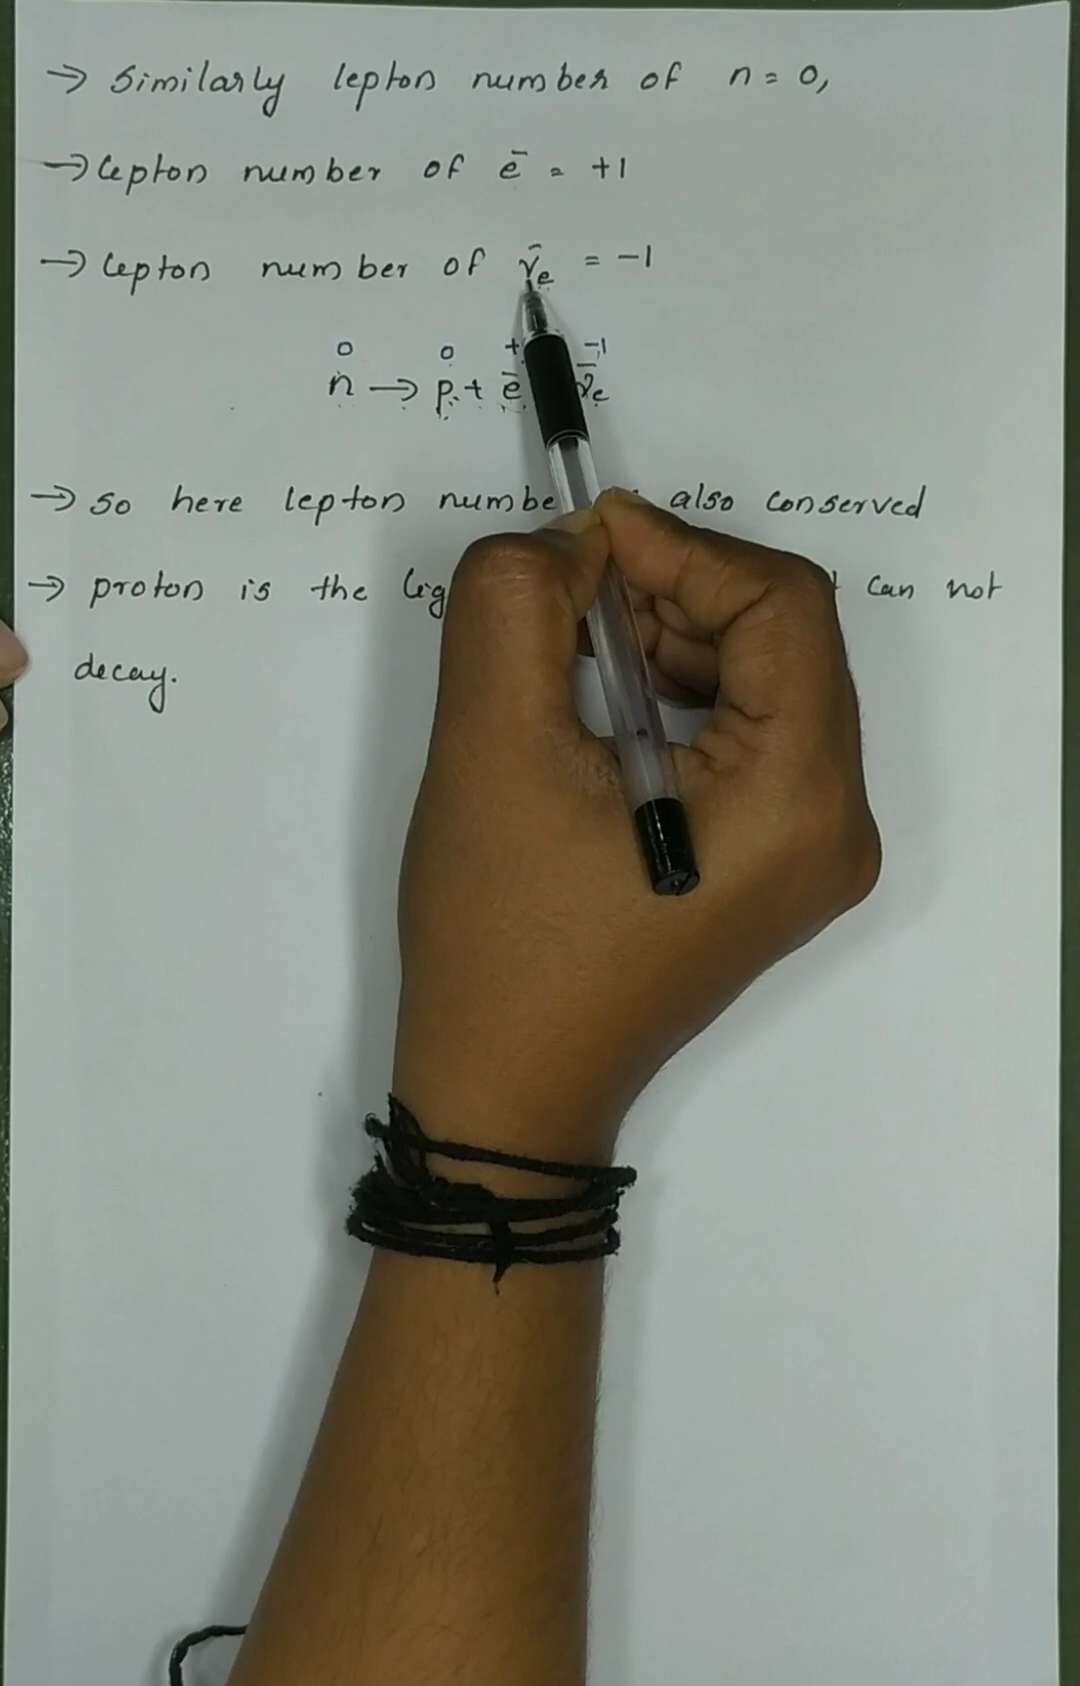 → Similarly lepton number of n = 0,
→ lepton number of e⁻ = +1
→ lepton number of ν̄e = -1
0 0 + -1
n → p + e⁻ ν̄e
→ so here lepton numbe also conserved
→ proton is the can not
decay.